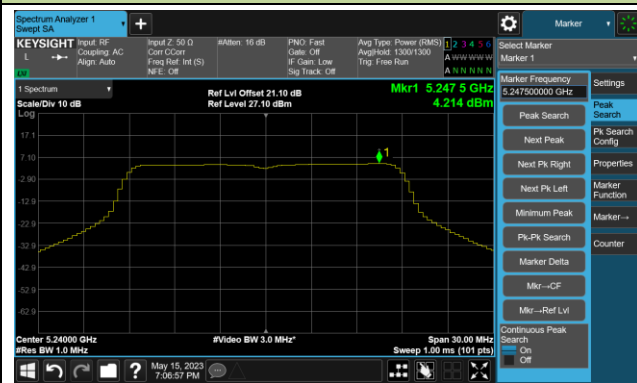 Spectrum Analyzer 1
Swept SA
+
Marker
KEYSIGHT
L
Input: RF
Coupling: AC
Align: Auto
Input Z: 50 Ω
Corr CCorr
Freq Ref: Int (S)
NFE: Off
#Atten: 16 dB
PNO: Fast
Gate: Off
IF Gain: Low
Sig Track: Off
Avg Type: Power (RMS)
Avg|Hold: 1300/1300
Trig: Free Run
1 2 3 4 5 6
A W W W W W
A N N N N N
Select Marker
Marker 1
1 Spectrum
Scale/Div 10 dB
Log
Ref Lvl Offset 21.10 dB
Ref Level 27.10 dBm
Mkr1 5.247 5 GHz
4.214 dBm
17.1
7.10
-2.90
-12.9
-22.9
-32.9
-42.9
-52.9
-62.9
1
Center 5.24000 GHz
#Res BW 1.0 MHz
#Video BW 3.0 MHz*
Span 30.00 MHz
Sweep 1.00 ms (101 pts)
Marker Frequency
5.247500000 GHz
Peak Search
Next Peak
Next Pk Right
Next Pk Left
Minimum Peak
Pk-Pk Search
Marker Delta
Mkr→CF
Mkr→Ref Lvl
Continuous Peak
Search
On
Off
Settings
Peak
Search
Pk Search
Config
Properties
Marker
Function
Marker→
Counter
?
May 15, 2023
7:06:57 PM